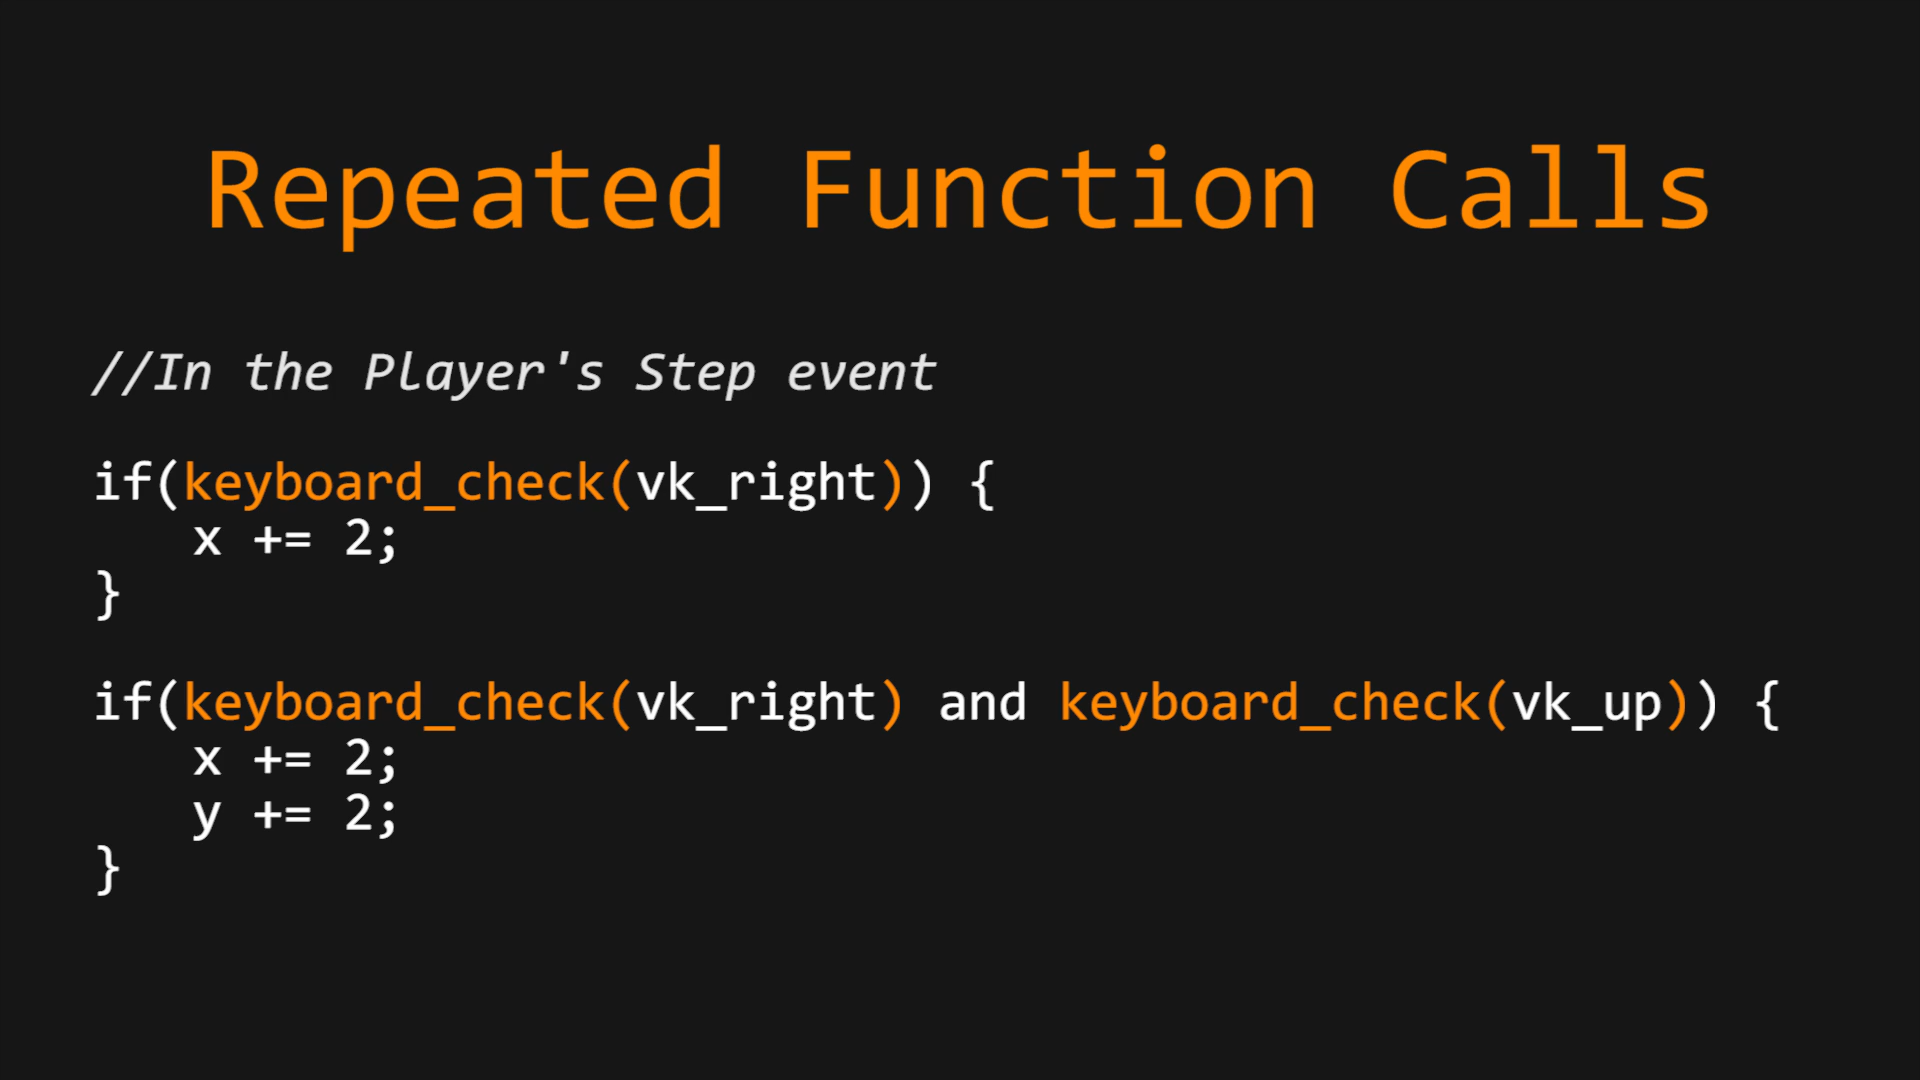 Repeated Function Calls
//In the Player's Step event
if(keyboard_check(vk_right)) {
x += 2;
}
if(keyboard_check(vk_right) and keyboard_check(vk_up)) {
x += 2;
y += 2;
}